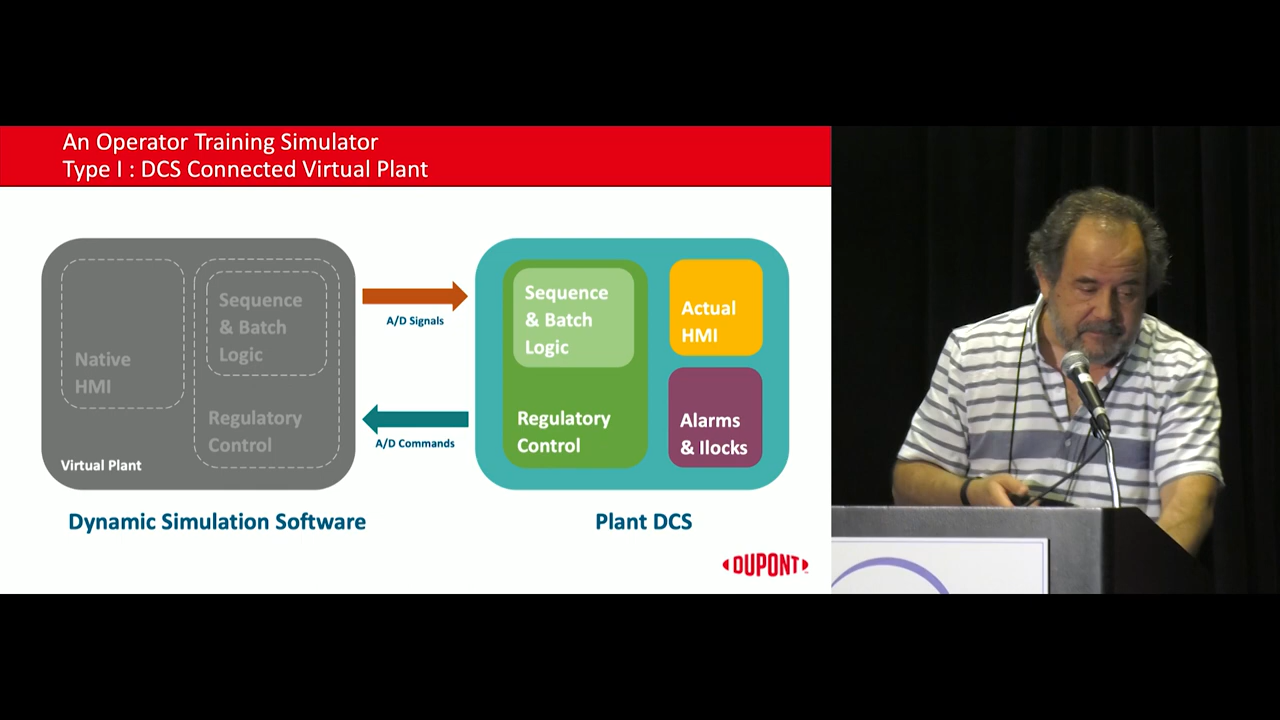 An Operator Training Simulator
Type I : DCS Connected Virtual Plant
Native
HMI
Sequence
& Batch
Logic
Regulatory
Control
Virtual Plant
A/D Signals
A/D Commands
Sequence
& Batch
Logic
Regulatory
Control
Actual
HMI
Alarms
& Ilocks
Dynamic Simulation Software
Plant DCS
DUPONT